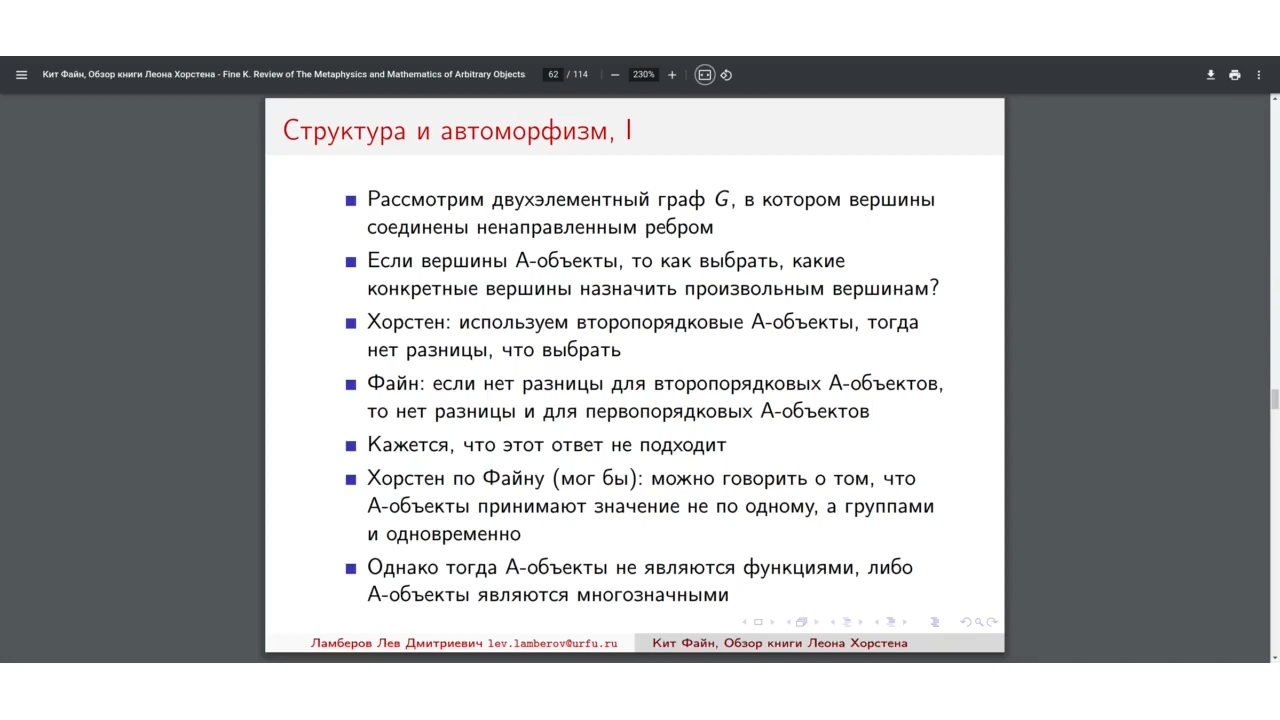 Кит Файн, Обзор книги Леона Хорстена - Fine K. Review of The Metaphysics and Mathematics of Arbitrary Objects
62 / 114
230%
Структура и автоморфизм, I
Рассмотрим двухэлементный граф G, в котором вершины
соединены ненаправленным ребром
Если вершины А-объекты, то как выбрать, какие
конкретные вершины назначить произвольным вершинам?
Хорстен: используем второпорядковые А-объекты, тогда
нет разницы, что выбрать
Файн: если нет разницы для второпорядковых А-объектов,
то нет разницы и для первопорядковых А-объектов
Кажется, что этот ответ не подходит
Хорстен по Файну (мог бы): можно говорить о том, что
А-объекты принимают значение не по одному, а группами
и одновременно
Однако тогда А-объекты не являются функциями, либо
А-объекты являются многозначными
Ламберов Лев Дмитриевич lev.lamberov@urfu.ru
Кит Файн, Обзор книги Леона Хорстена